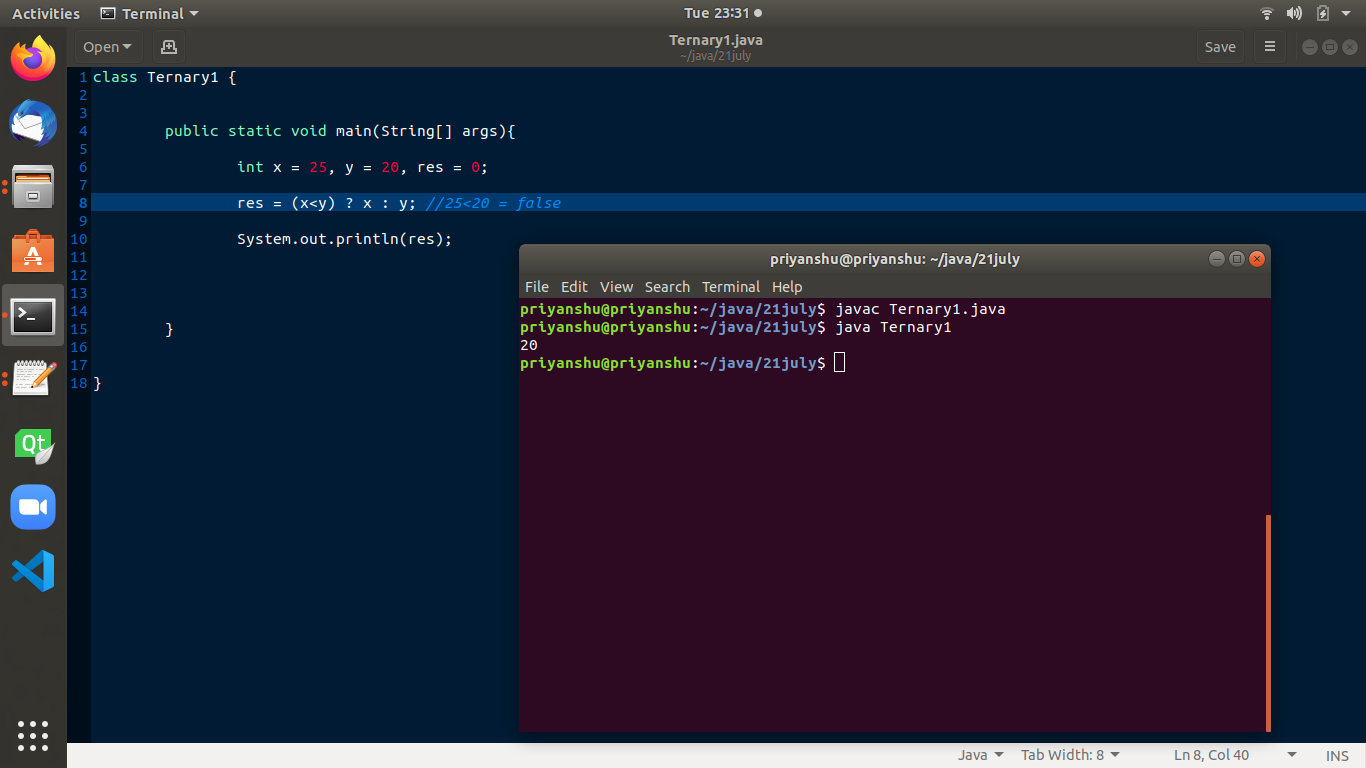 Activities Terminal Tue 23:31
Open Ternary1.java Save
~/java/21july
1 class Ternary1 {
2
3
4 public static void main(String[] args){
5
6 int x = 25, y = 20, res = 0;
7
8 res = (x<y) ? x : y; //25<20 = false
9
10 System.out.println(res);
11
12
13
14
15 }
16
17
18 }
priyanshu@priyanshu: ~/java/21july
File Edit View Search Terminal Help
priyanshu@priyanshu:~/java/21july$ javac Ternary1.java
priyanshu@priyanshu:~/java/21july$ java Ternary1
20
priyanshu@priyanshu:~/java/21july$
A
>_
Qt
Java Tab Width: 8 Ln 8, Col 40 INS